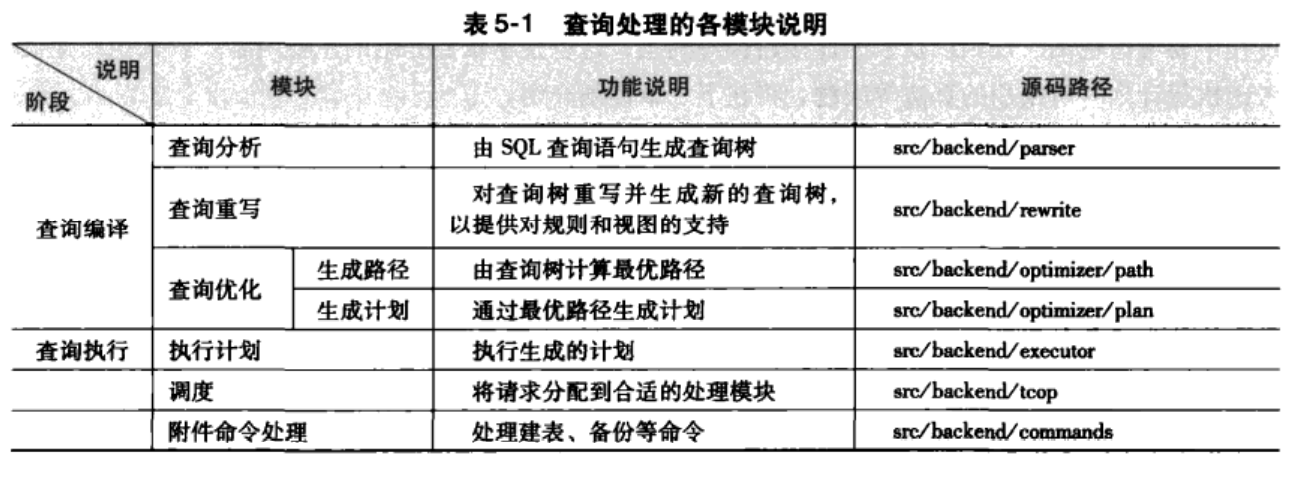 表 5-1 查询处理的各模块说明
说明
阶段
模块
功能说明
源码路径
查询编译
查询分析
由 SQL 查询语句生成查询树
src/backend/parser
查询重写
对查询树重写并生成新的查询树，
以提供对规则和视图的支持
src/backend/rewrite
查询优化
生成路径
由查询树计算最优路径
src/backend/optimizer/path
生成计划
通过最优路径生成计划
src/backend/optimizer/plan
查询执行
执行计划
执行生成的计划
src/backend/executor
调度
将请求分配到合适的处理模块
src/backend/tcop
附件命令处理
处理建表、备份等命令
src/backend/commands